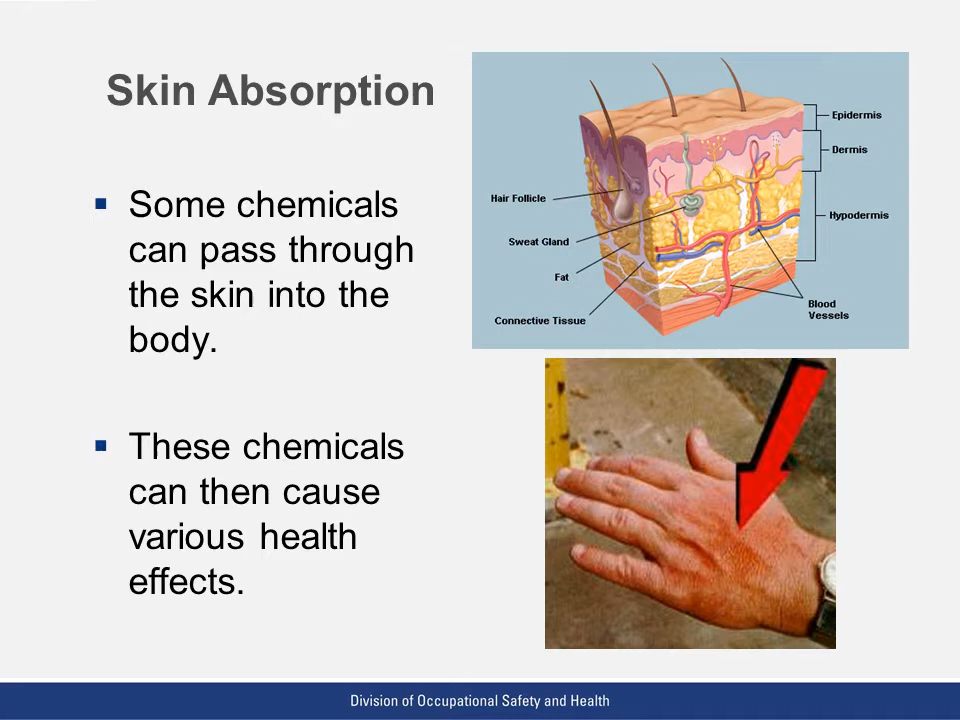 Skin Absorption
▪ Some chemicals
can pass through
the skin into the
body.
▪ These chemicals
can then cause
various health
effects.
Epidermis
Dermis
Hair Follicle
Hypodermis
Sweat Gland
Fat
Blood
Vessels
Connective Tissue
Division of Occupational Safety and Health